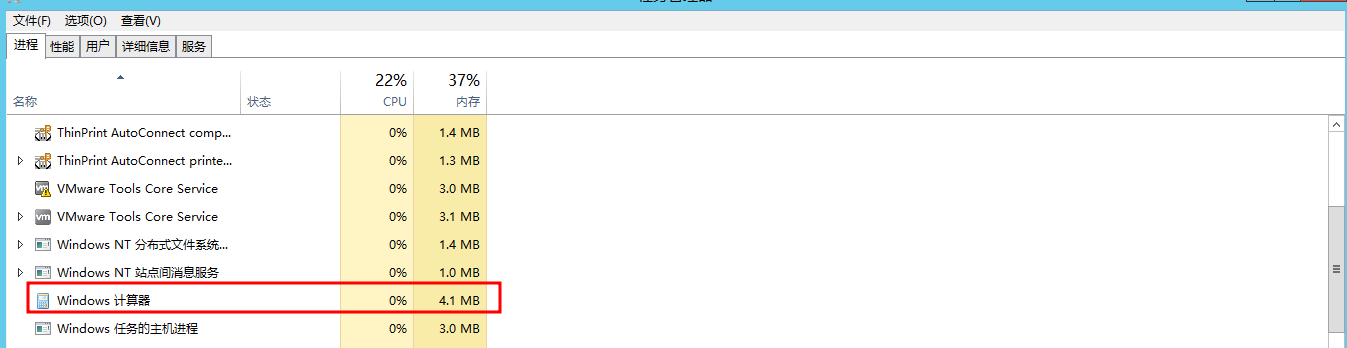 文件(F) 选项(O) 查看(V)
进程 性能 用户 详细信息 服务
22% 37%
名称 状态 CPU 内存
ThinPrint AutoConnect comp... 0% 1.4 MB
ThinPrint AutoConnect printe... 0% 1.3 MB
VMware Tools Core Service 0% 3.0 MB
VMware Tools Core Service 0% 3.1 MB
Windows NT 分布式文件系统... 0% 1.4 MB
Windows NT 站点间消息服务 0% 1.0 MB
Windows 计算器 0% 4.1 MB
Windows 任务的主机进程 0% 3.0 MB